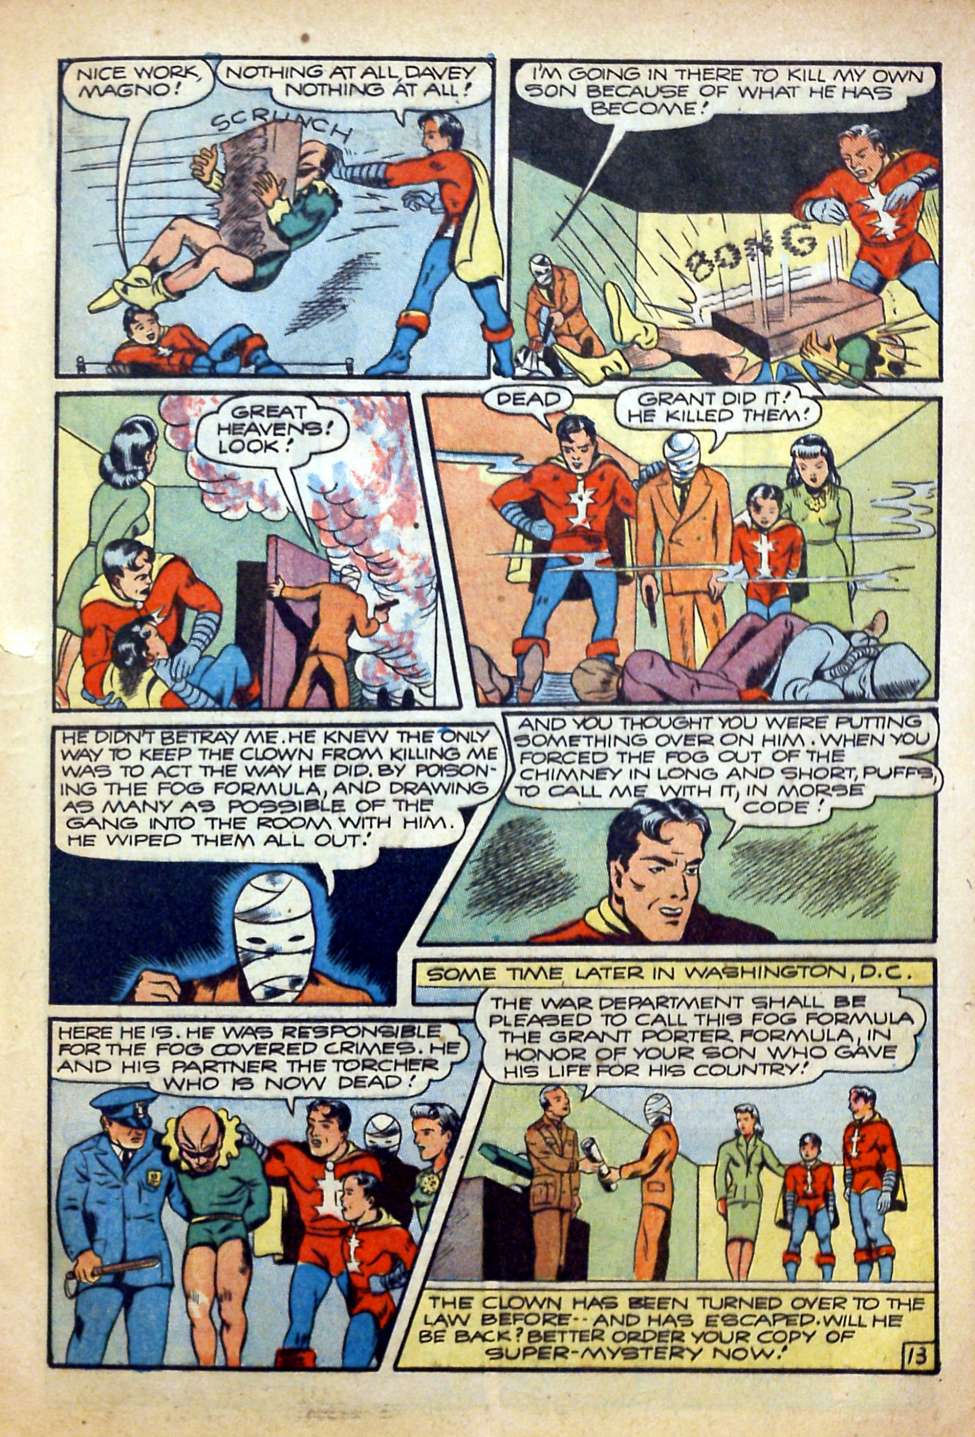 NICE WORK,
MAGNO!
NOTHING AT ALL, DAVEY
NOTHING AT ALL!
SCRUNCH
I'M GOING IN THERE TO KILL MY OWN
SON BECAUSE OF WHAT HE HAS
BECOME!
BONG
GREAT
HEAVENS!
LOOK!
DEAD
GRANT DID IT!
HE KILLED THEM!
HE DIDN'T BETRAY ME. HE KNEW THE ONLY
WAY TO KEEP THE CLOWN FROM KILLING ME
WAS TO ACT THE WAY HE DID. BY POISON-
ING THE FOG FORMULA, AND DRAWING
AS MANY AS POSSIBLE OF THE
GANG INTO THE ROOM WITH HIM.
HE WIPED THEM ALL OUT!
AND YOU THOUGHT YOU WERE PUTTING
SOMETHING OVER ON HIM. WHEN YOU
FORCED THE FOG OUT OF THE
CHIMNEY IN LONG AND SHORT, PUFFS,
TO CALL ME WITH IT, IN MORSE
CODE!
HERE HE IS. HE WAS RESPONSIBLE
FOR THE FOG COVERED CRIMES. HE
AND HIS PARTNER THE TORCHER
WHO IS NOW DEAD!
SOME TIME LATER IN WASHINGTON, D.C.
THE WAR DEPARTMENT SHALL BE
PLEASED TO CALL THIS FOG FORMULA
THE GRANT PORTER FORMULA, IN
HONOR OF YOUR SON WHO GAVE
HIS LIFE FOR HIS COUNTRY!
THE CLOWN HAS BEEN TURNED OVER TO THE
LAW BEFORE-- AND HAS ESCAPED. WILL HE
BE BACK? BETTER ORDER YOUR COPY OF
SUPER-MYSTERY NOW!
13